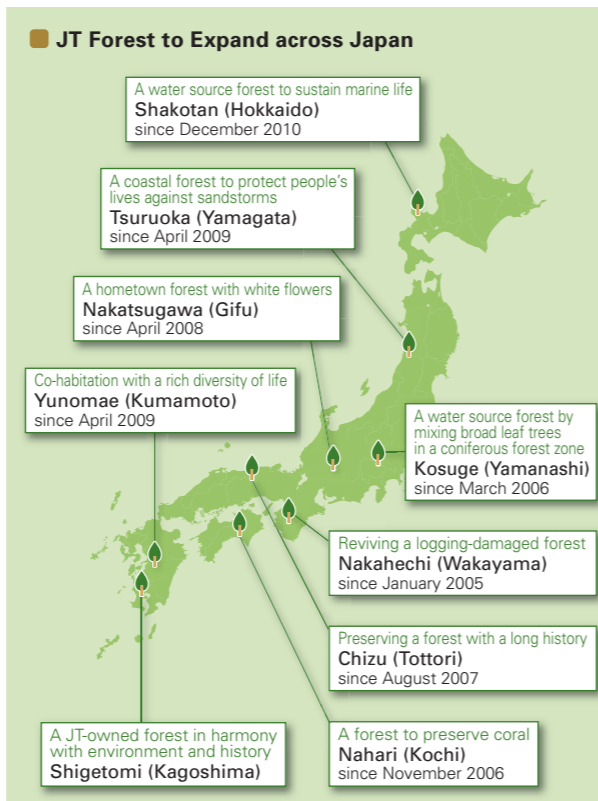 JT Forest to Expand across Japan
A water source forest to sustain marine life
Shakotan (Hokkaido)
since December 2010
A coastal forest to protect people's
lives against sandstorms
Tsuruoka (Yamagata)
since April 2009
A hometown forest with white flowers
Nakatsugawa (Gifu)
since April 2008
Co-habitation with a rich diversity of life
Yunomae (Kumamoto)
since April 2009
A water source forest by
mixing broad leaf trees
in a coniferous forest zone
Kosuge (Yamanashi)
since March 2006
Reviving a logging-damaged forest
Nakahechi (Wakayama)
since January 2005
Preserving a forest with a long history
Chizu (Tottori)
since August 2007
A JT-owned forest in harmony
with environment and history
Shigetomi (Kagoshima)
A forest to preserve coral
Nahari (Kochi)
since November 2006